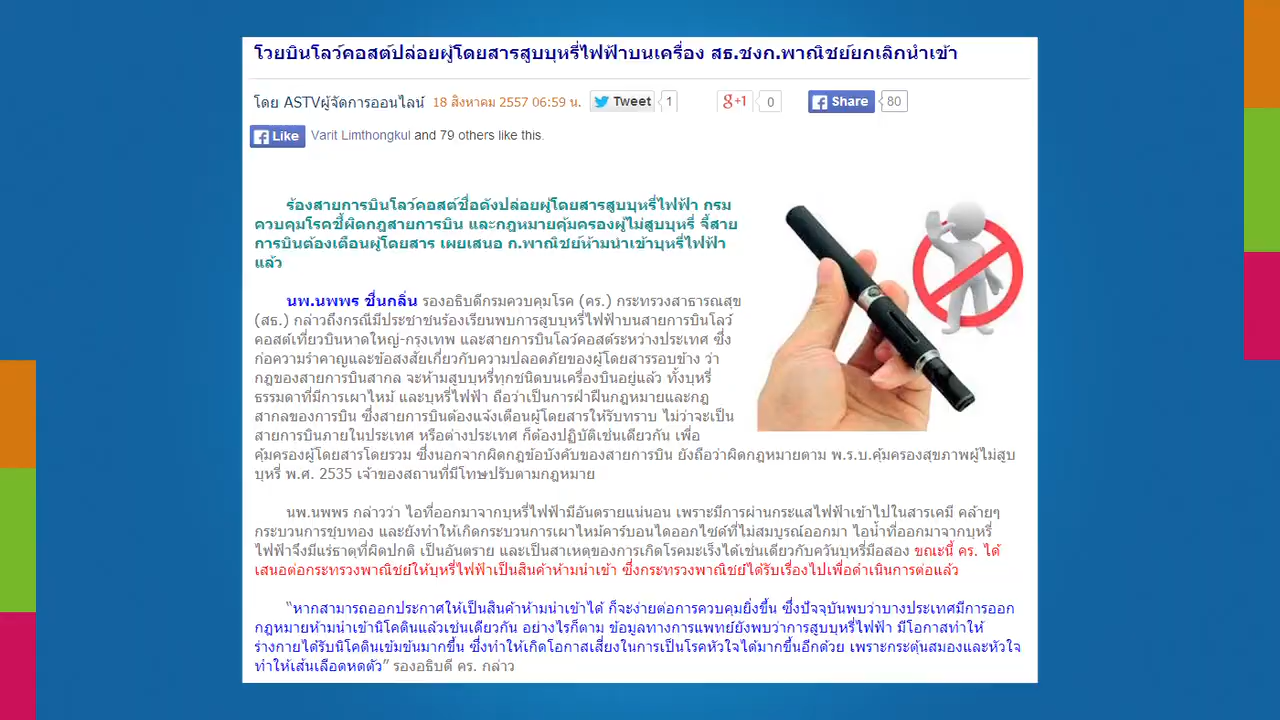 โวยบินโลว์คอสต์ปล่อยผู้โดยสารสูบบุหรี่ไฟฟ้าบนเครื่อง สธ.ชงก.พาณิชย์ยกเลิกนำเข้า
โดย ASTVผู้จัดการออนไลน์ 18 สิงหาคม 2557 06:59 น. Tweet 1 g+1 0 Share 80
Like Varit Limthongkul and 79 others like this.
ร้องสายการบินโลว์คอสต์ชื่อดังปล่อยผู้โดยสารสูบบุหรี่ไฟฟ้า กรม
ควบคุมโรคชี้ผิดกฎสายการบิน และกฎหมายคุ้มครองผู้ไม่สูบบุหรี่ จี้สาย
การบินต้องเตือนผู้โดยสาร เผยเสนอ ก.พาณิชย์ห้ามนำเข้าบุหรี่ไฟฟ้า
แล้ว
นพ.นพพร ชื่นกลิ่น รองอธิบดีกรมควบคุมโรค (คร.) กระทรวงสาธารณสุข
(สธ.) กล่าวถึงกรณีมีประชาชนร้องเรียนพบการสูบบุหรี่ไฟฟ้าบนสายการบินโลว์
คอสต์เที่ยวบินหาดใหญ่-กรุงเทพ และสายการบินโลว์คอสต์ระหว่างประเทศ ซึ่ง
ก่อความรำคาญและข้อสงสัยเกี่ยวกับความปลอดภัยของผู้โดยสารรอบข้าง ว่า
กฎของสายการบินสากล จะห้ามสูบบุหรี่ทุกชนิดบนเครื่องบินอยู่แล้ว ทั้งบุหรี่
ธรรมดาที่มีการเผาไหม้ และบุหรี่ไฟฟ้า ถือว่าเป็นการฝ่าฝืนกฎหมายและกฎ
สากลของการบิน ซึ่งสายการบินต้องแจ้งเตือนผู้โดยสารให้รับทราบ ไม่ว่าจะเป็น
สายการบินภายในประเทศ หรือต่างประเทศ ก็ต้องปฏิบัติเช่นเดียวกัน เพื่อ
คุ้มครองผู้โดยสารโดยรวม ซึ่งนอกจากผิดกฎข้อบังคับของสายการบิน ยังถือว่าผิดกฎหมายตาม พ.ร.บ.คุ้มครองสุขภาพผู้ไม่สูบ
บุหรี่ พ.ศ. 2535 เจ้าของสถานที่มีโทษปรับตามกฎหมาย
นพ.นพพร กล่าวว่า ไอที่ออกมาจากบุหรี่ไฟฟ้ามีอันตรายแน่นอน เพราะมีการผ่านกระแสไฟฟ้าเข้าไปในสารเคมี คล้ายๆ
กระบวนการชุบทอง และยังทำให้เกิดกระบวนการเผาไหม้คาร์บอนไดออกไซด์ที่ไม่สมบูรณ์ออกมา ไอน้ำที่ออกมาจากบุหรี่
ไฟฟ้าจึงมีแร่ธาตุที่ผิดปกติ เป็นอันตราย และเป็นสาเหตุของการเกิดโรคมะเร็งได้เช่นเดียวกับควันบุหรี่มือสอง ขณะนี้ คร. ได้
เสนอต่อกระทรวงพาณิชย์ให้บุหรี่ไฟฟ้าเป็นสินค้าห้ามนำเข้า ซึ่งกระทรวงพาณิชย์ได้รับเรื่องไปเพื่อดำเนินการต่อแล้ว
"หากสามารถออกประกาศให้เป็นสินค้าห้ามนำเข้าได้ ก็จะง่ายต่อการควบคุมยิ่งขึ้น ซึ่งปัจจุบันพบว่าบางประเทศมีการออก
กฎหมายห้ามนำเข้านิโคตินแล้วเช่นเดียวกัน อย่างไรก็ตาม ข้อมูลทางการแพทย์ยังพบว่าการสูบบุหรี่ไฟฟ้า มีโอกาสทำให้
ร่างกายได้รับนิโคตินเข้มข้นมากขึ้น ซึ่งทำให้เกิดโอกาสเสี่ยงในการเป็นโรคหัวใจได้มากขึ้นอีกด้วย เพราะกระตุ้นสมองและหัวใจ
ทำให้เส้นเลือดหดตัว" รองอธิบดี คร. กล่าว